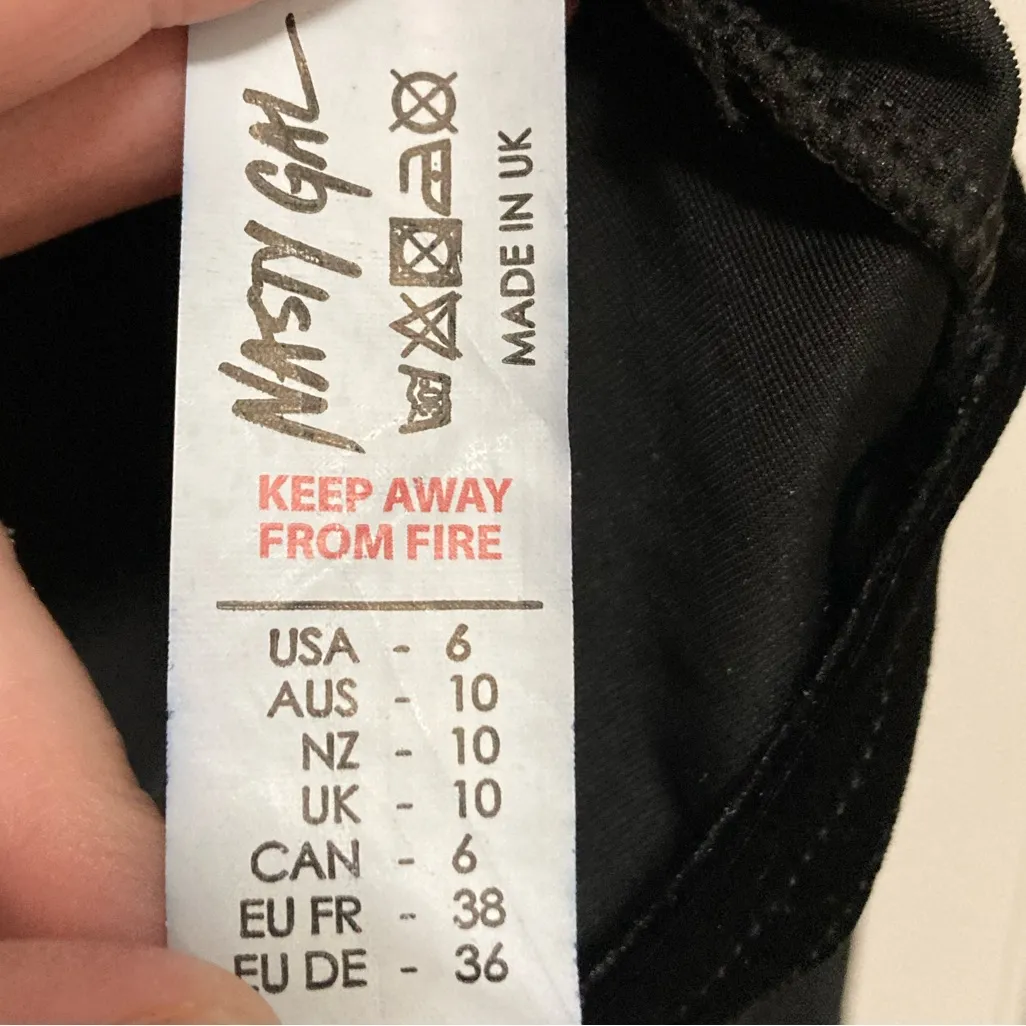 NASTY GAL
MADE IN UK
KEEP AWAY
FROM FIRE
USA - 6
AUS - 10
NZ - 10
UK - 10
CAN - 6
EU FR - 38
EU DE - 36